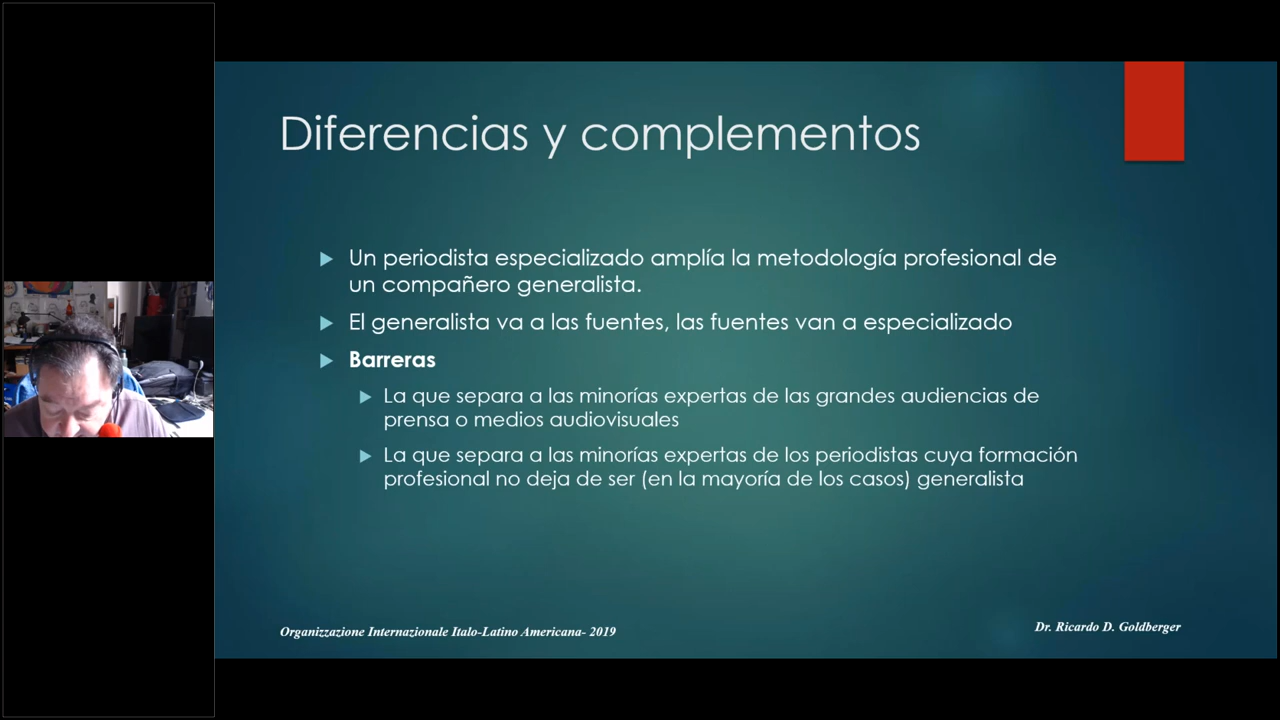 Diferencias y complementos
Un periodista especializado amplía la metodología profesional de
un compañero generalista.
El generalista va a las fuentes, las fuentes van a especializado
Barreras
La que separa a las minorías expertas de las grandes audiencias de
prensa o medios audiovisuales
La que separa a las minorías expertas de los periodistas cuya formación
profesional no deja de ser (en la mayoría de los casos) generalista
Organizzazione Internazionale Italo-Latino Americana- 2019
Dr. Ricardo D. Goldberger